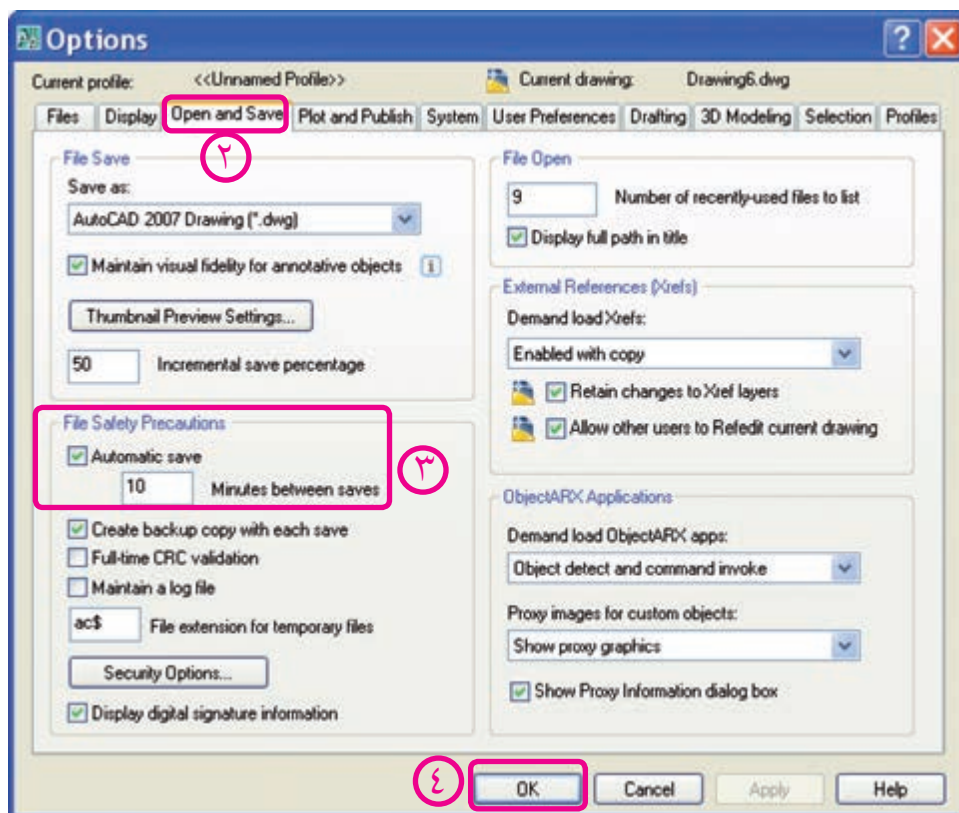 Options
Current profile: <<Unnamed Profile>> Current drawing: Drawing6.dwg
Files Display Open and Save Plot and Publish System User Preferences Drafting 3D Modeling Selection Profiles
۲
File Save
Save as:
AutoCAD 2007 Drawing (*.dwg)
Maintain visual fidelity for annotative objects i
Thumbnail Preview Settings...
50 Incremental save percentage
File Safety Precautions
Automatic save
10 Minutes between saves
۳
Create backup copy with each save
Full-time CRC validation
Maintain a log file
ac$ File extension for temporary files
Security Options...
Display digital signature information
File Open
9 Number of recently-used files to list
Display full path in title
External References (Xrefs)
Demand load Xrefs:
Enabled with copy
Retain changes to Xref layers
Allow other users to Refedit current drawing
ObjectARX Applications
Demand load ObjectARX apps:
Object detect and command invoke
Proxy images for custom objects:
Show proxy graphics
Show Proxy Information dialog box
٤ OK Cancel Apply Help